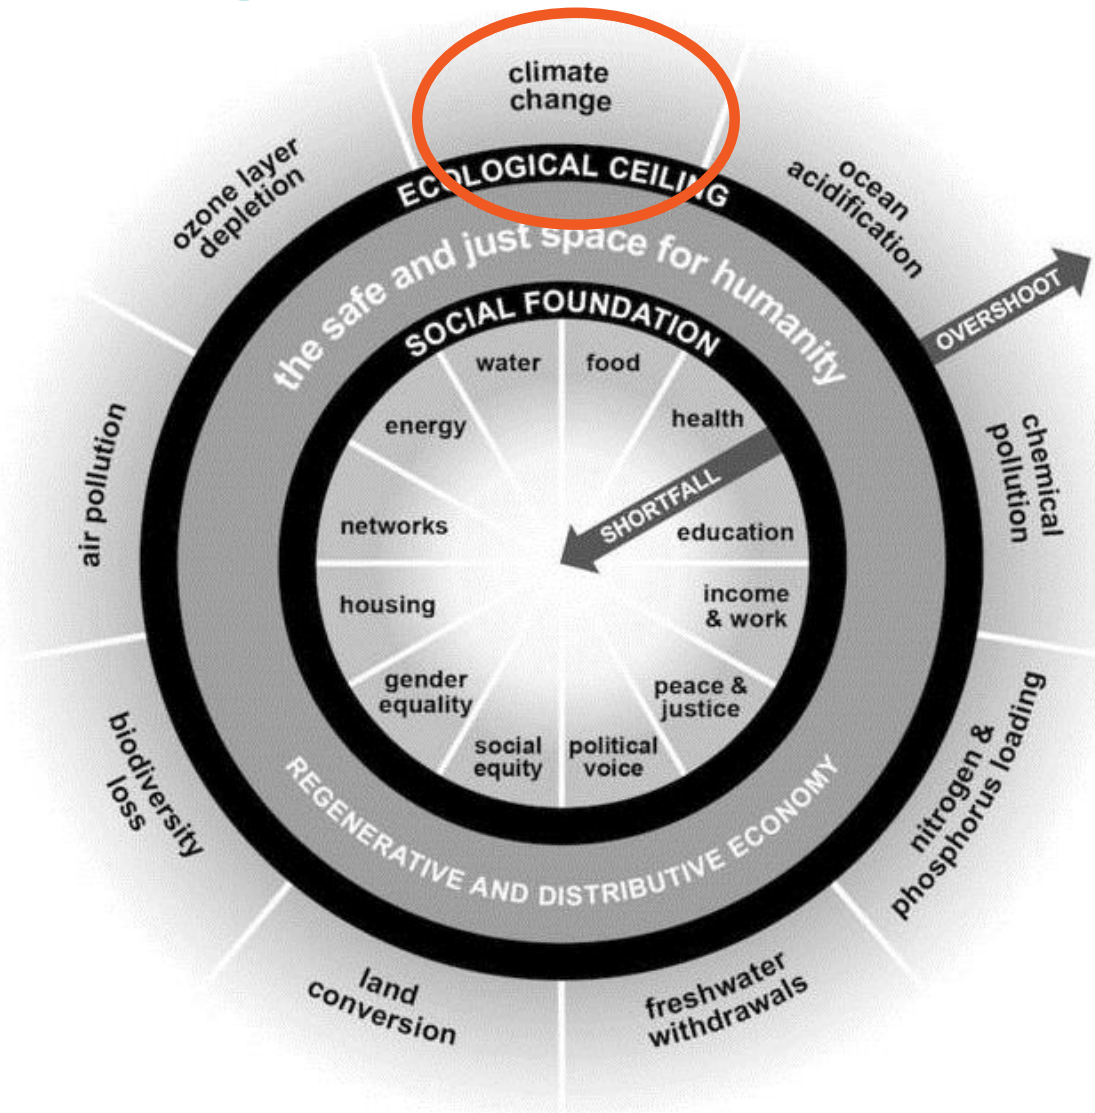 climate
change
ocean
acidification
chemical
pollution
nitrogen &
phosphorus loading
freshwater
withdrawals
land
conversion
biodiversity
loss
air pollution
ozone layer
depletion
ECOLOGICAL CEILING
OVERSHOOT
the safe and just space for humanity
SOCIAL FOUNDATION
water
food
health
SHORTFALL
education
income
& work
peace &
justice
political
voice
social
equity
gender
equality
housing
networks
energy
REGENERATIVE AND DISTRIBUTIVE ECONOMY